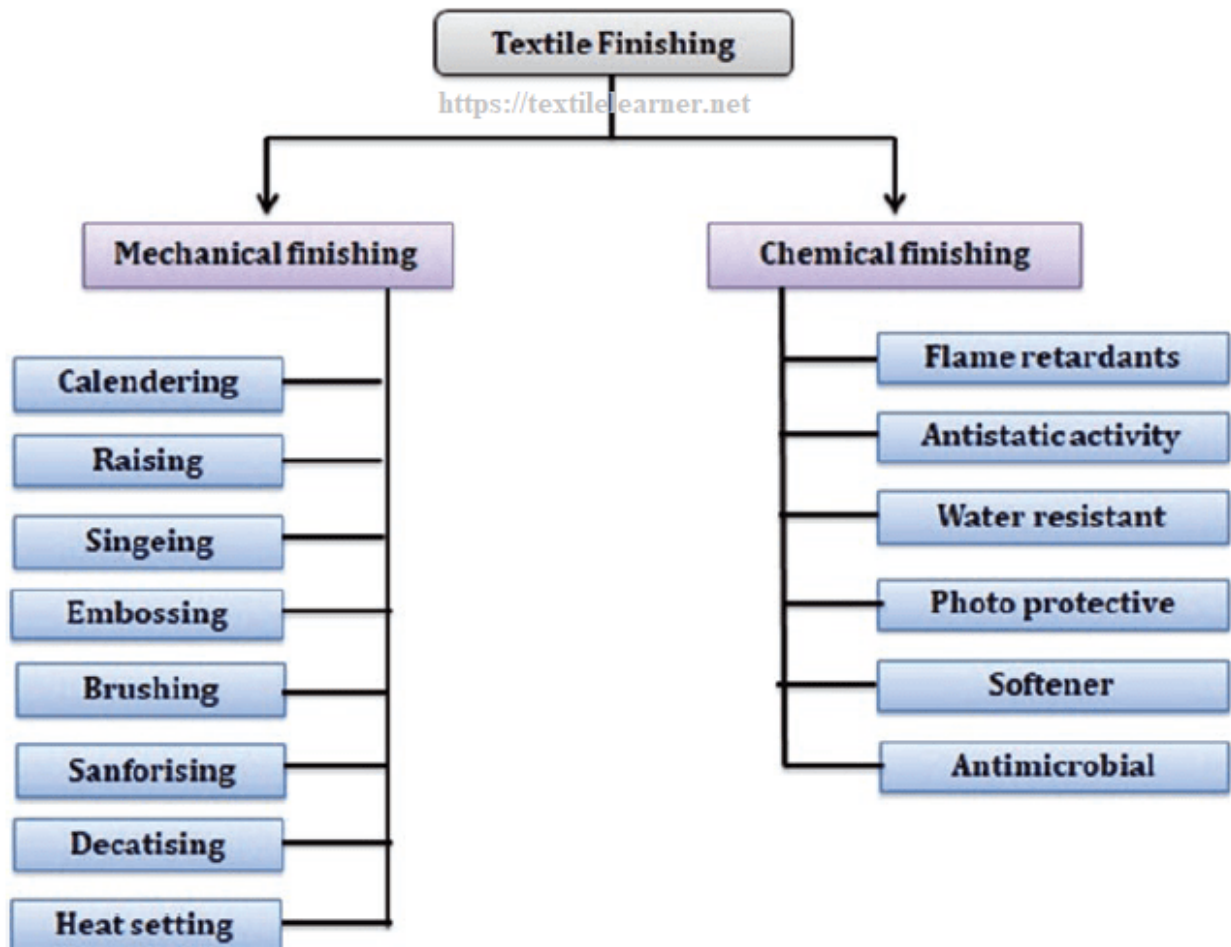 Textile Finishing
https://textilelearner.net
Mechanical finishing
Calendering
Raising
Singeing
Embossing
Brushing
Sanforising
Decatising
Heat setting
Chemical finishing
Flame retardants
Antistatic activity
Water resistant
Photo protective
Softener
Antimicrobial